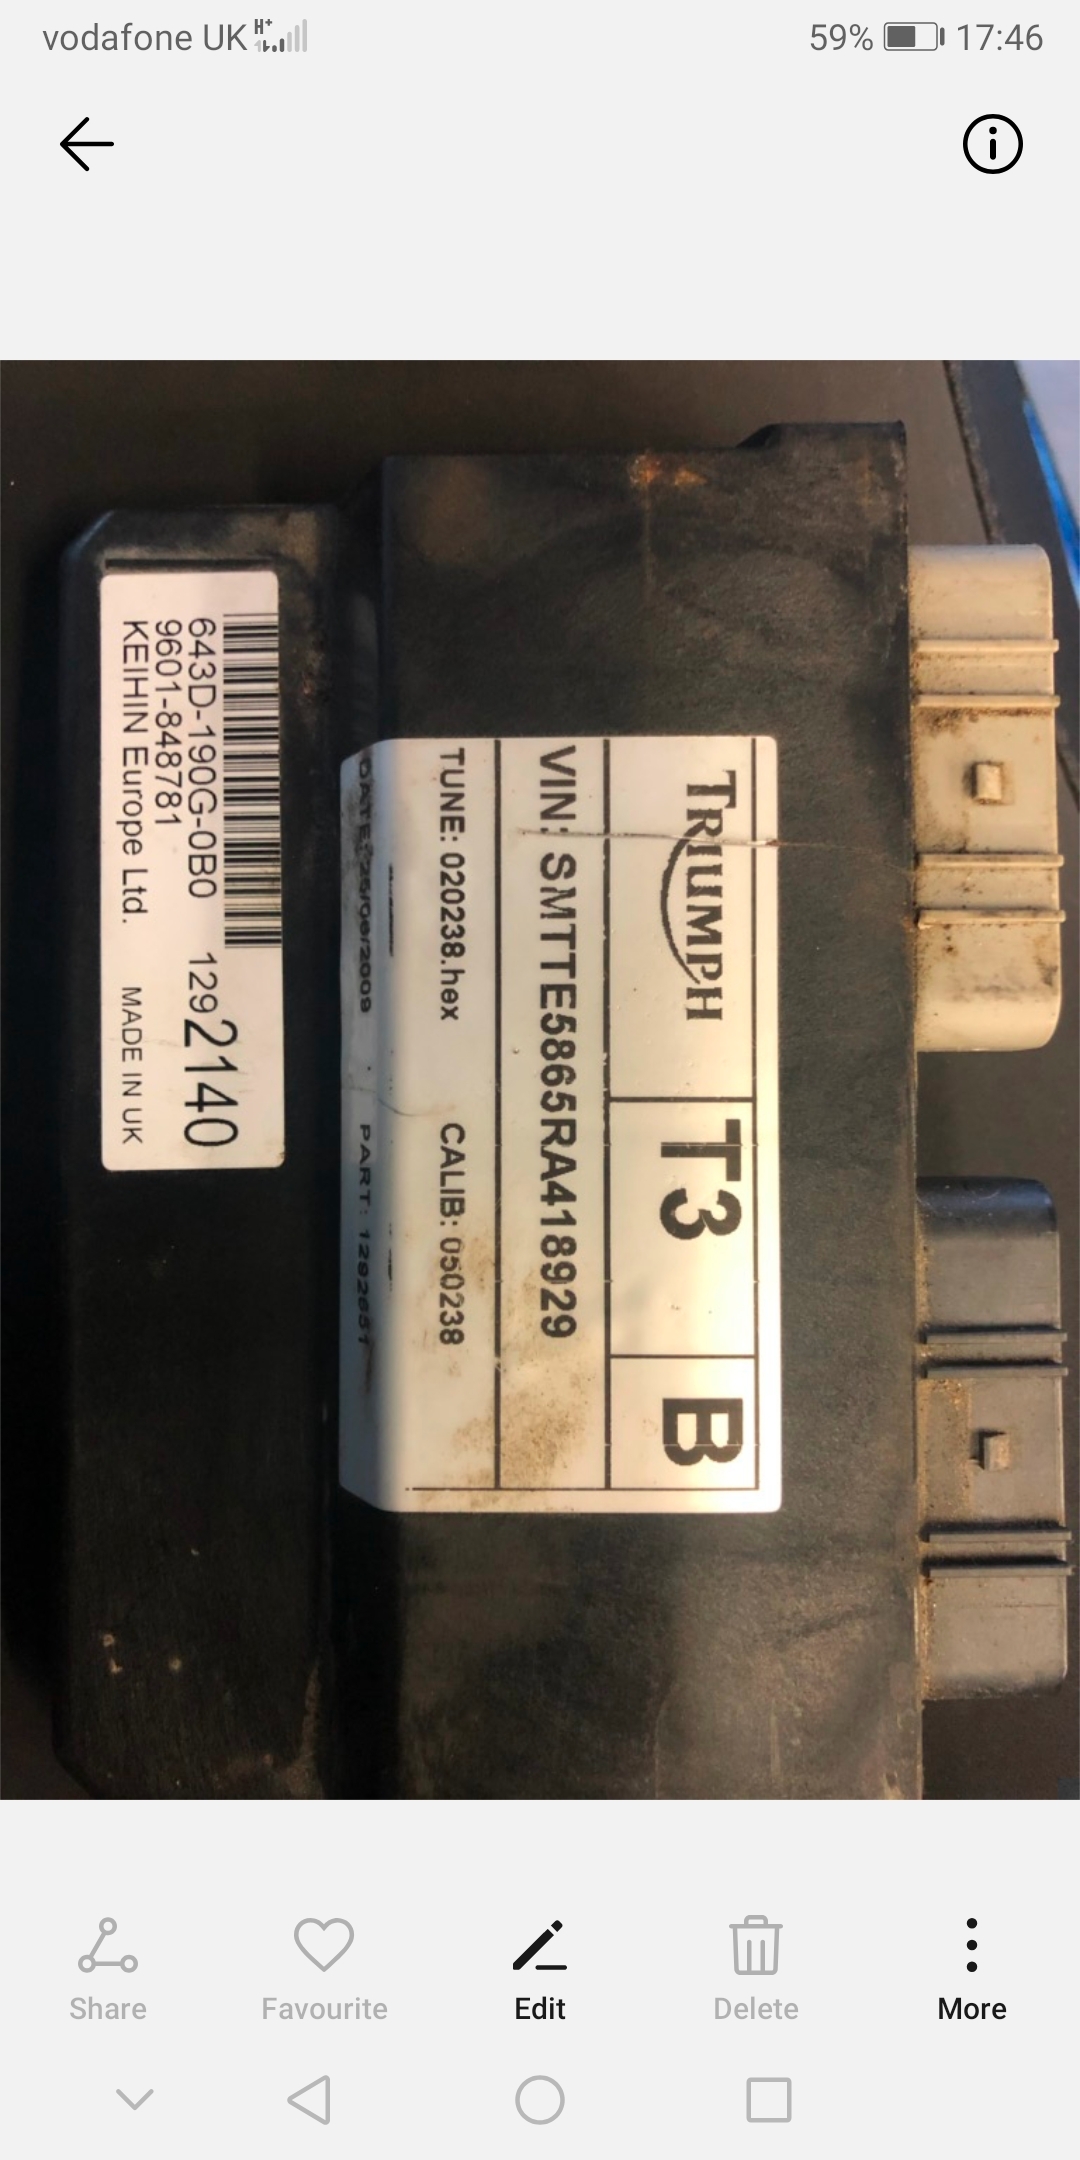 vodafone UK H+
59% 17:46
TRIUMPH T3 B
VIN: SMTTE5865RA418929
TUNE: 020238.hex CALIB: 050238
PART:
643D-190G-0B0 1292140
9601-848781
KEIHIN Europe Ltd. MADE IN UK
Share Favourite Edit Delete More